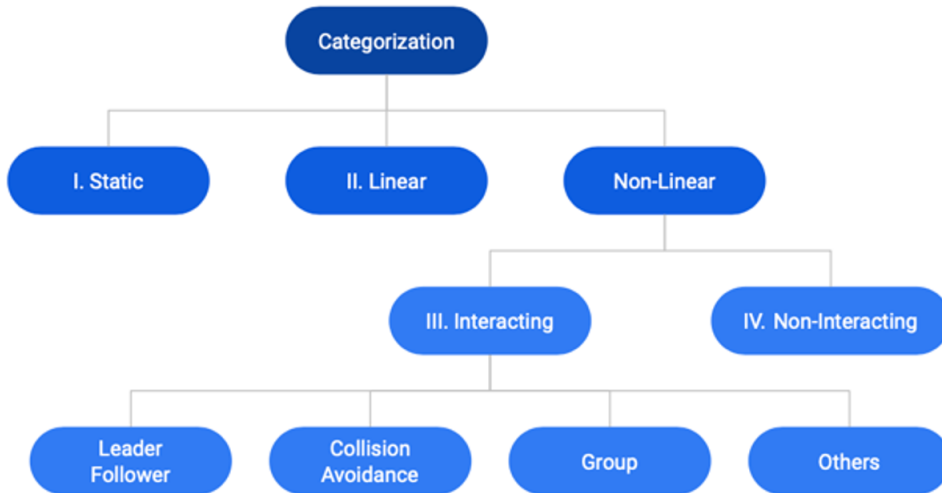 Categorization
I. Static
II. Linear
Non-Linear
III. Interacting
IV. Non-Interacting
Leader
Follower
Collision
Avoidance
Group
Others